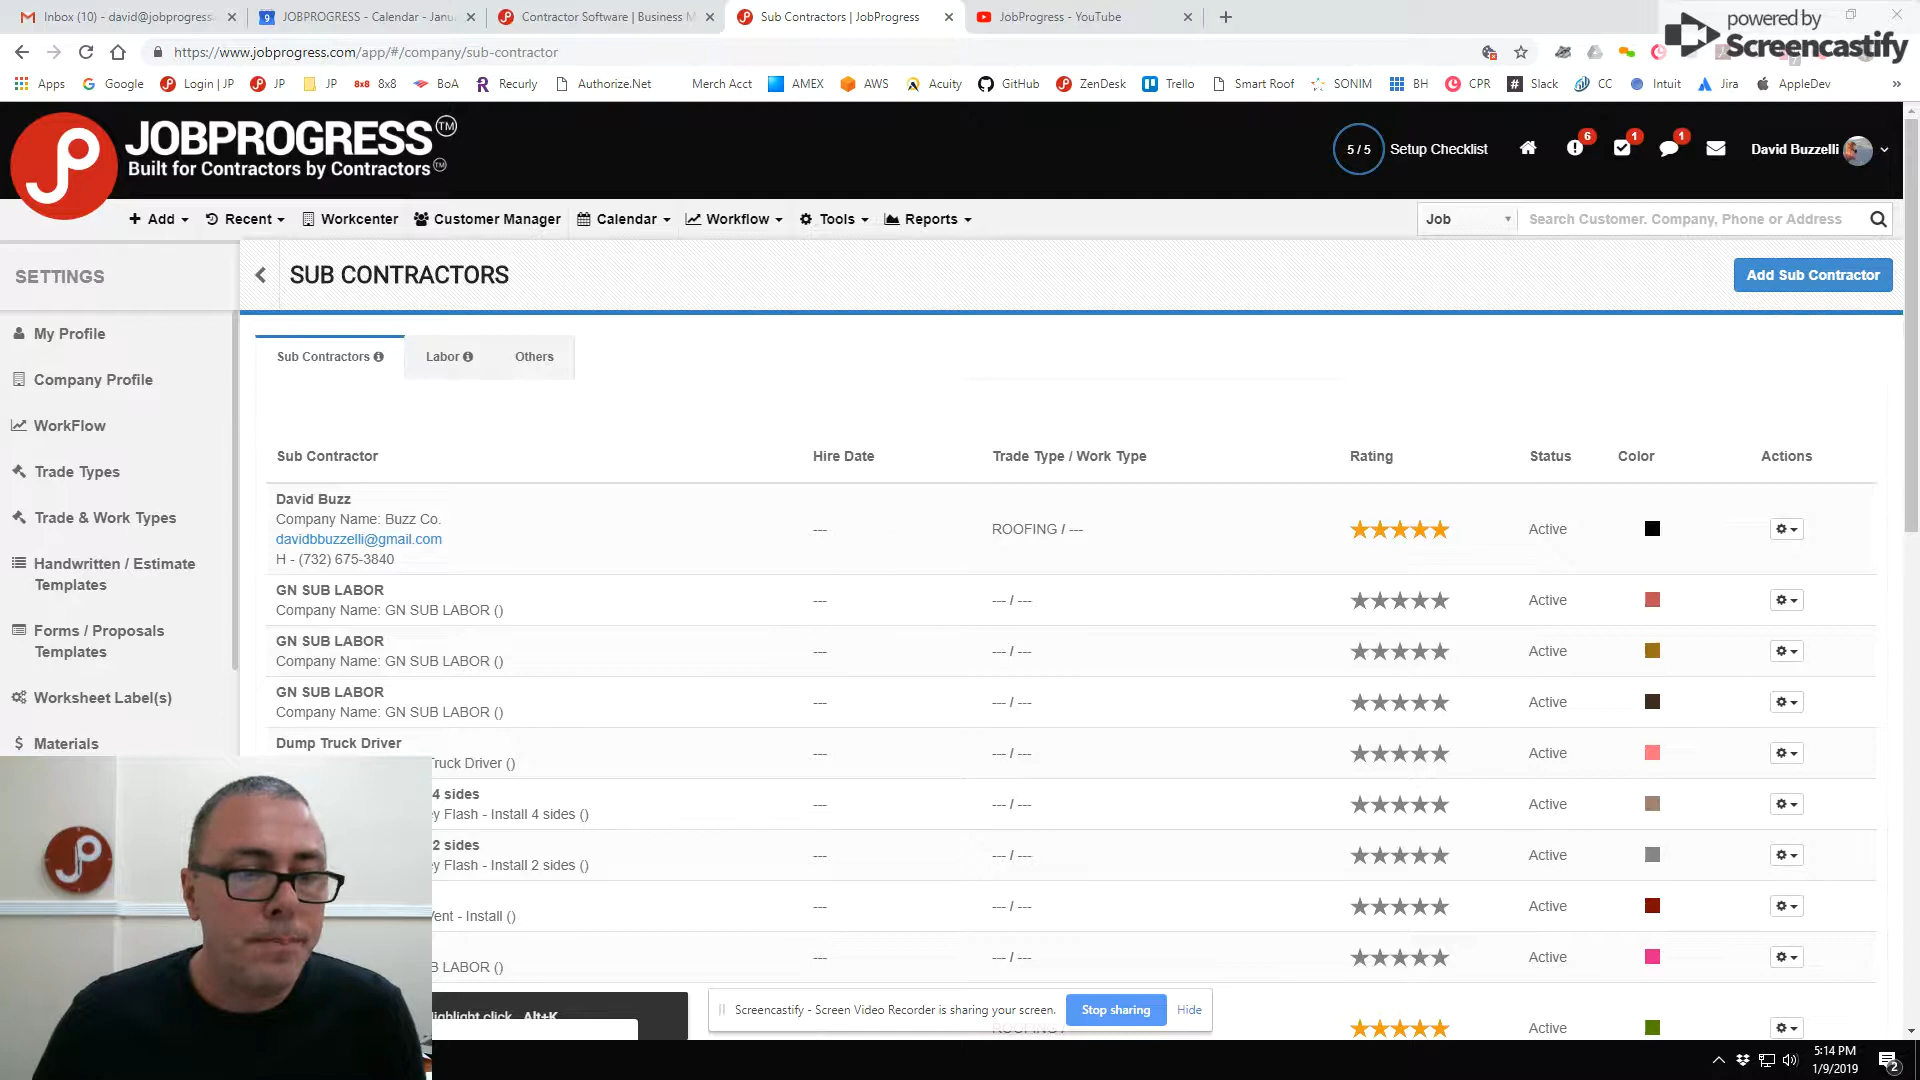 Inbox (10) - david@jobprogress
JOBPROGRESS - Calendar - Janu
Contractor Software | Business M
Sub Contractors | JobProgress
JobProgress - YouTube
powered by
Screencastify
https://www.jobprogress.com/app/#/company/sub-contractor
Apps
Google
Login | JP
JP
JP
8x8
BoA
Recurly
Authorize.Net
Merch Acct
AMEX
AWS
Acuity
GitHub
ZenDesk
Trello
Smart Roof
SONIM
BH
CPR
Slack
CC
Intuit
Jira
AppleDev
JOBPROGRESS TM
Built for Contractors by Contractors TM
5 / 5
Setup Checklist
6
1
1
David Buzzelli
Add
Recent
Workcenter
Customer Manager
Calendar
Workflow
Tools
Reports
Job
Search Customer. Company, Phone or Address
SETTINGS
SUB CONTRACTORS
Add Sub Contractor
My Profile
Company Profile
WorkFlow
Trade Types
Trade & Work Types
Handwritten / Estimate
Templates
Forms / Proposals
Templates
Worksheet Label(s)
Materials
Sub Contractors
Labor
Others
Sub Contractor
Hire Date
Trade Type / Work Type
Rating
Status
Color
Actions
David Buzz
Company Name: Buzz Co.
davidbbuzzelli@gmail.com
H - (732) 675-3840
---
ROOFING / ---
Active
GN SUB LABOR
Company Name: GN SUB LABOR ()
---
--- / ---
Active
GN SUB LABOR
Company Name: GN SUB LABOR ()
---
--- / ---
Active
GN SUB LABOR
Company Name: GN SUB LABOR ()
---
--- / ---
Active
Dump Truck Driver
Truck Driver ()
---
--- / ---
Active
4 sides
Flash - Install 4 sides ()
---
--- / ---
Active
2 sides
Flash - Install 2 sides ()
---
--- / ---
Active
Vent - Install ()
---
--- / ---
Active
LABOR ()
---
--- / ---
Active
click Alt+K
Screencastify - Screen Video Recorder is sharing your screen.
Stop sharing
Hide
ROOFING / ---
Active
5:14 PM
1/9/2019
2